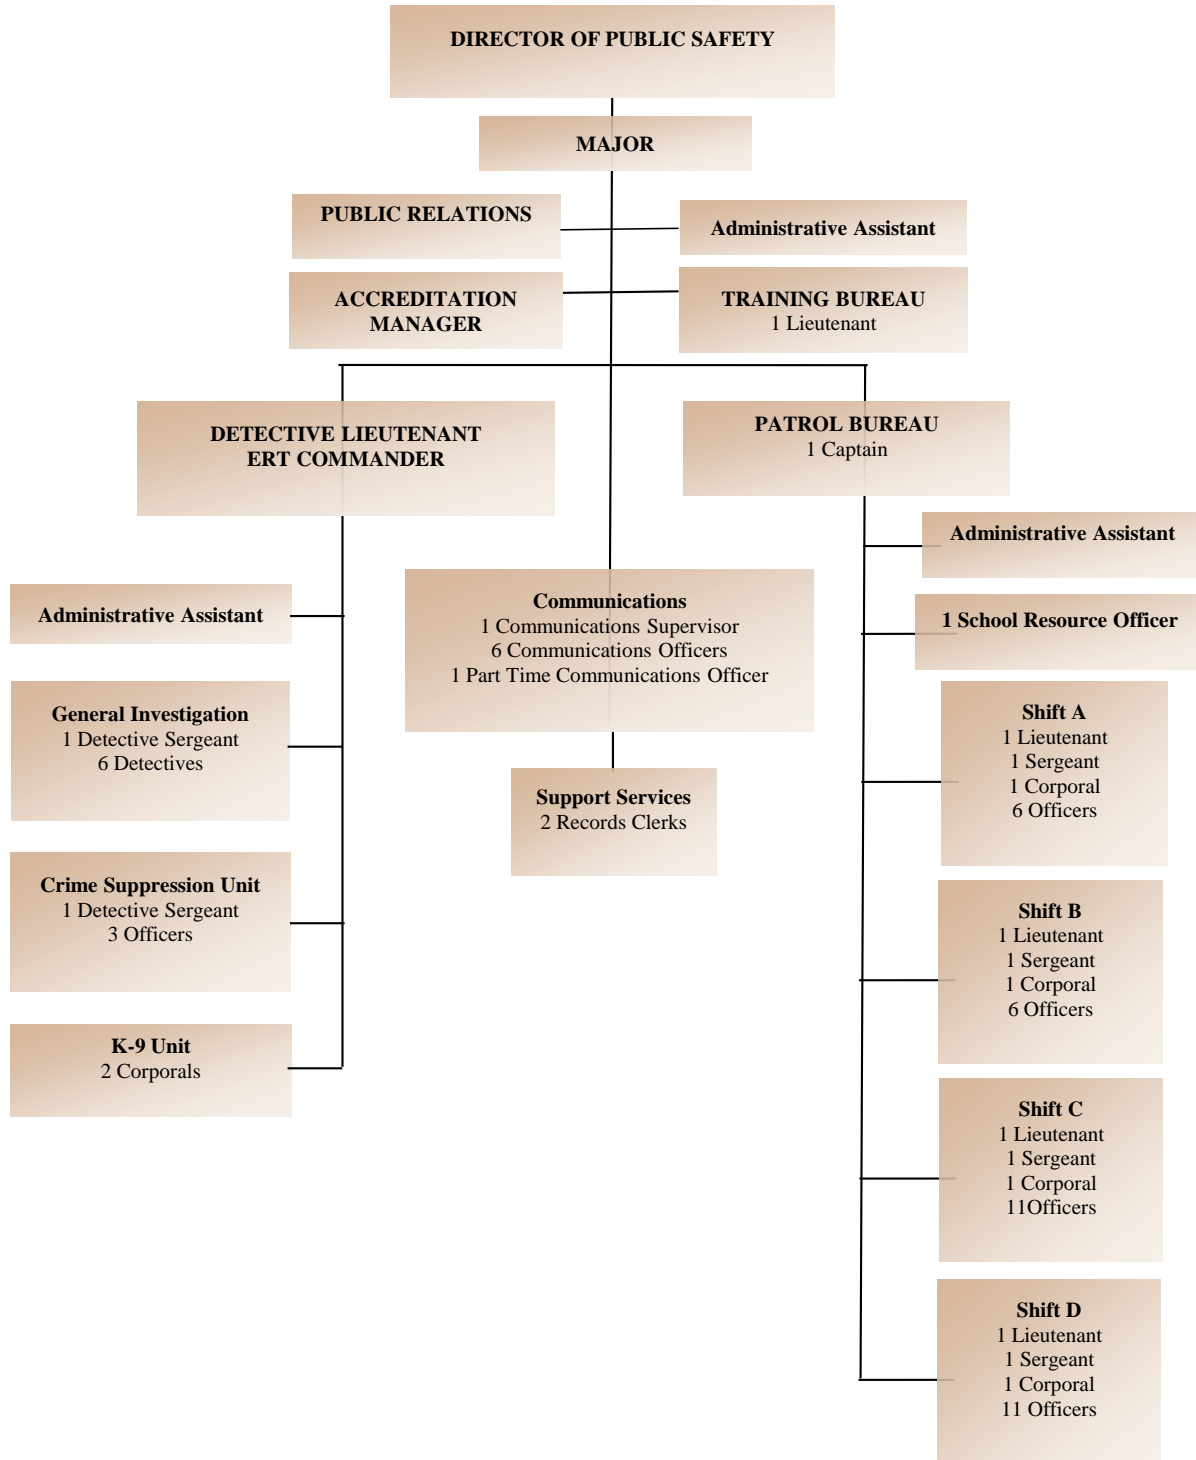 DIRECTOR OF PUBLIC SAFETY
MAJOR
PUBLIC RELATIONS
Administrative Assistant
ACCREDITATION
MANAGER
TRAINING BUREAU
1 Lieutenant
DETECTIVE LIEUTENANT
ERT COMMANDER
PATROL BUREAU
1 Captain
Administrative Assistant
General Investigation
1 Detective Sergeant
6 Detectives
Crime Suppression Unit
1 Detective Sergeant
3 Officers
K-9 Unit
2 Corporals
Communications
1 Communications Supervisor
6 Communications Officers
1 Part Time Communications Officer
Support Services
2 Records Clerks
Administrative Assistant
1 School Resource Officer
Shift A
1 Lieutenant
1 Sergeant
1 Corporal
6 Officers
Shift B
1 Lieutenant
1 Sergeant
1 Corporal
6 Officers
Shift C
1 Lieutenant
1 Sergeant
1 Corporal
11Officers
Shift D
1 Lieutenant
1 Sergeant
1 Corporal
11 Officers